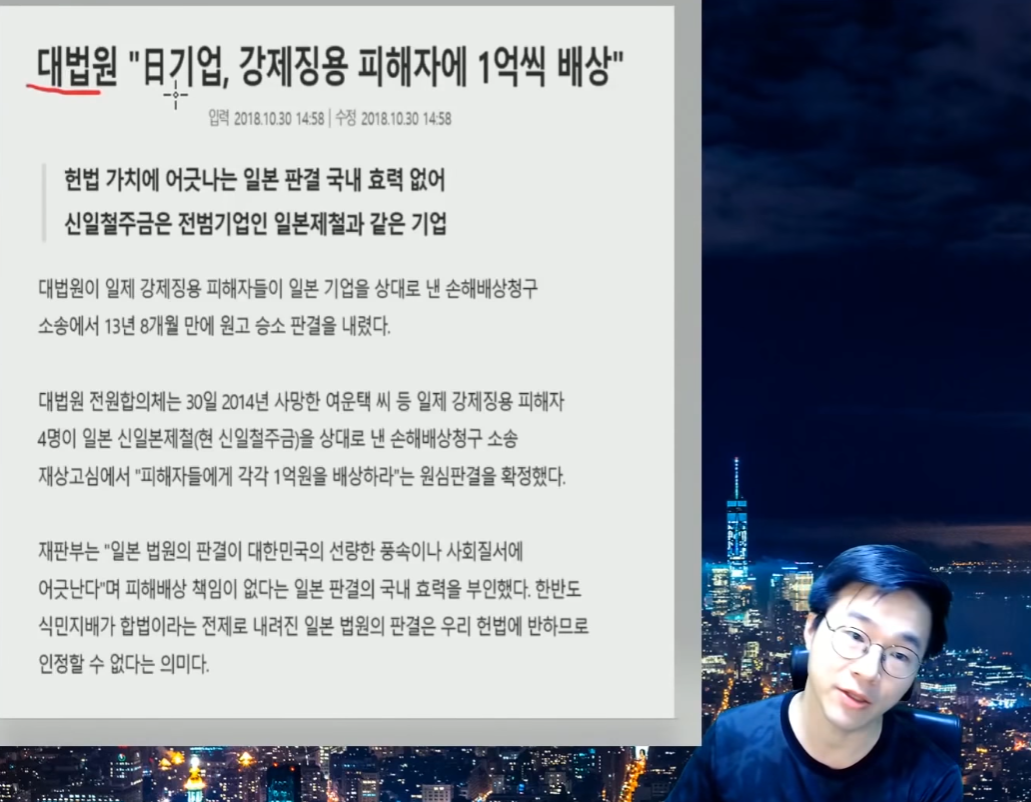 대법원 "日기업, 강제징용 피해자에 1억씩 배상"
입력 2018.10.30 14:58 | 수정 2018.10.30 14:58
헌법 가치에 어긋나는 일본 판결 국내 효력 없어
신일철주금은 전범기업인 일본제철과 같은 기업
대법원이 일제 강제징용 피해자들이 일본 기업을 상대로 낸 손해배상청구
소송에서 13년 8개월 만에 원고 승소 판결을 내렸다.
대법원 전원합의체는 30일 2014년 사망한 여운택 씨 등 일제 강제징용 피해자
4명이 일본 신일본제철(현 신일철주금)을 상대로 낸 손해배상청구 소송
재상고심에서 "피해자들에게 각각 1억원을 배상하라"는 원심판결을 확정했다.
재판부는 "일본 법원의 판결이 대한민국의 선량한 풍속이나 사회질서에
어긋난다"며 피해배상 책임이 없다는 일본 판결의 국내 효력을 부인했다. 한반도
식민지배가 합법이라는 전제로 내려진 일본 법원의 판결은 우리 헌법에 반하므로
인정할 수 없다는 의미다.